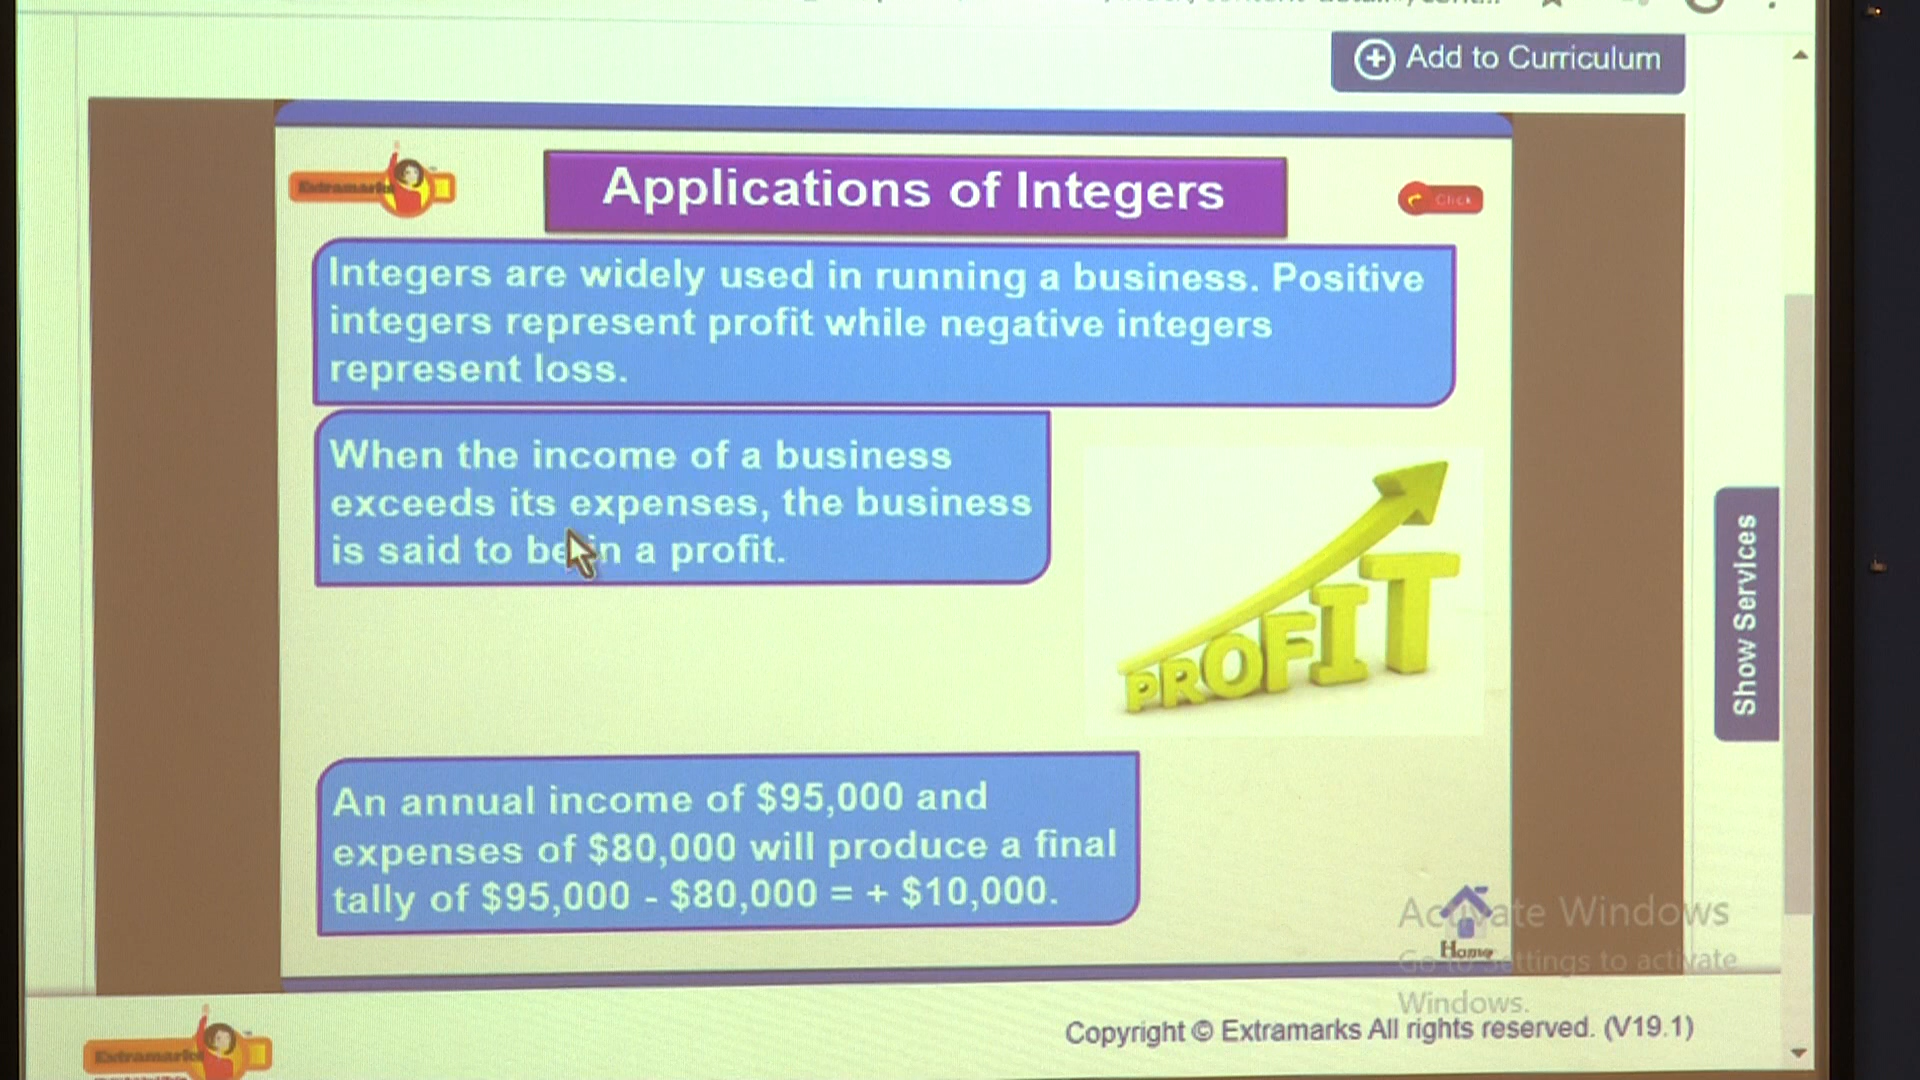 Add to Curriculum
Extramarks
Applications of Integers
Click
Integers are widely used in running a business. Positive
integers represent profit while negative integers
represent loss.
When the income of a business
exceeds its expenses, the business
is said to be in a profit.
PROFIT
Show Services
An annual income of $95,000 and
expenses of $80,000 will produce a final
tally of $95,000 - $80,000 = + $10,000.
Activate Windows
Home
Go to Settings to activate
Windows.
Copyright © Extramarks All rights reserved. (V19.1)
Extramarks